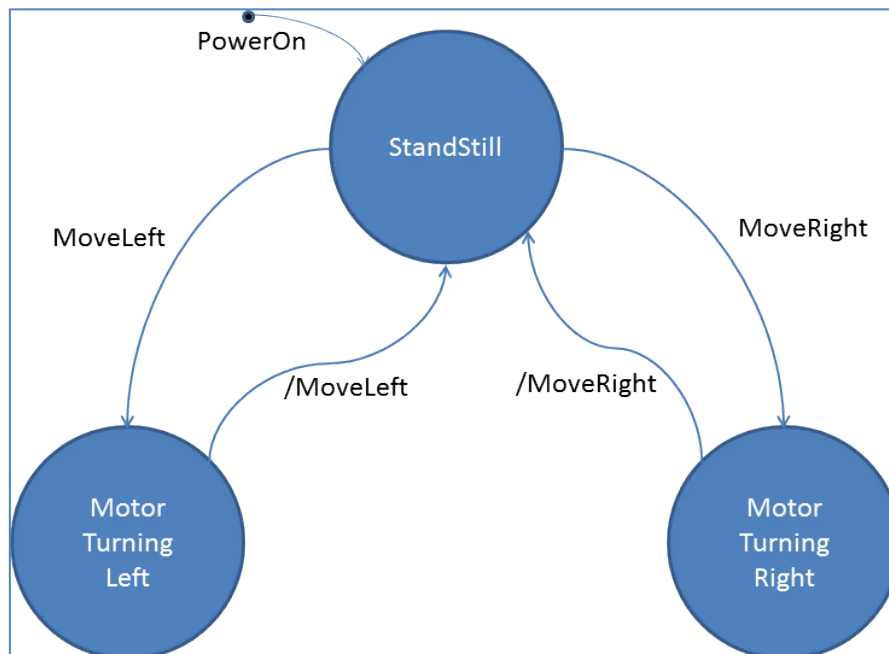 PowerOn
StandStill
MoveLeft
MoveRight
/MoveLeft
/MoveRight
Motor
Turning
Left
Motor
Turning
Right